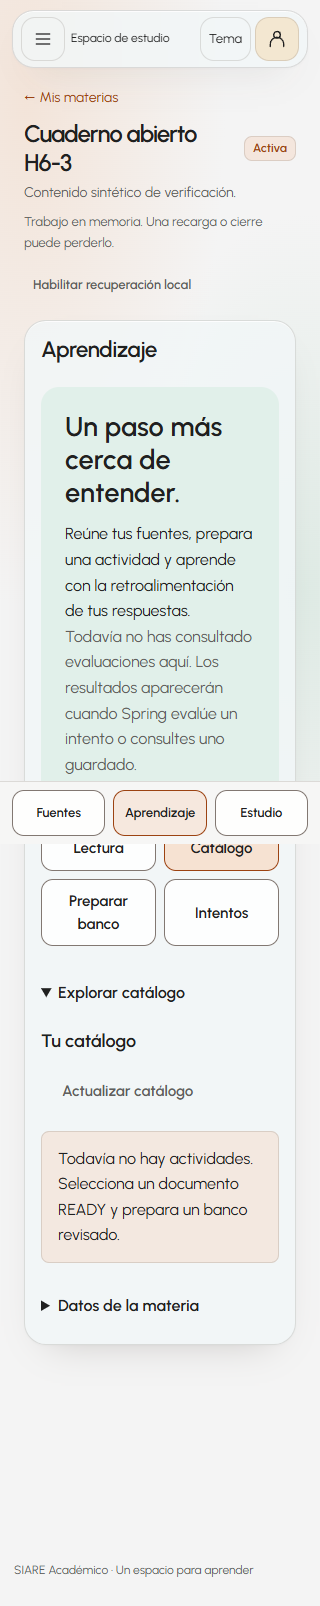 Espacio de estudio
Tema
← Mis materias
Cuaderno abierto
H6-3
Activa
Contenido sintético de verificación.
Trabajo en memoria. Una recarga o cierre
puede perderlo.
Habilitar recuperación local
Aprendizaje
Un paso más
cerca de
entender.
Reúne tus fuentes, prepara
una actividad y aprende
con la retroalimentación
de tus respuestas.
Todavía no has consultado
evaluaciones aquí. Los
resultados aparecerán
cuando Spring evalúe un
intento o consultes uno
guardado.
Fuentes
Aprendizaje
Estudio
Lectura
Catálogo
Preparar
banco
Intentos
▼ Explorar catálogo
Tu catálogo
Actualizar catálogo
Todavía no hay actividades.
Selecciona un documento
READY y prepara un banco
revisado.
▶ Datos de la materia
SIARE Académico · Un espacio para aprender